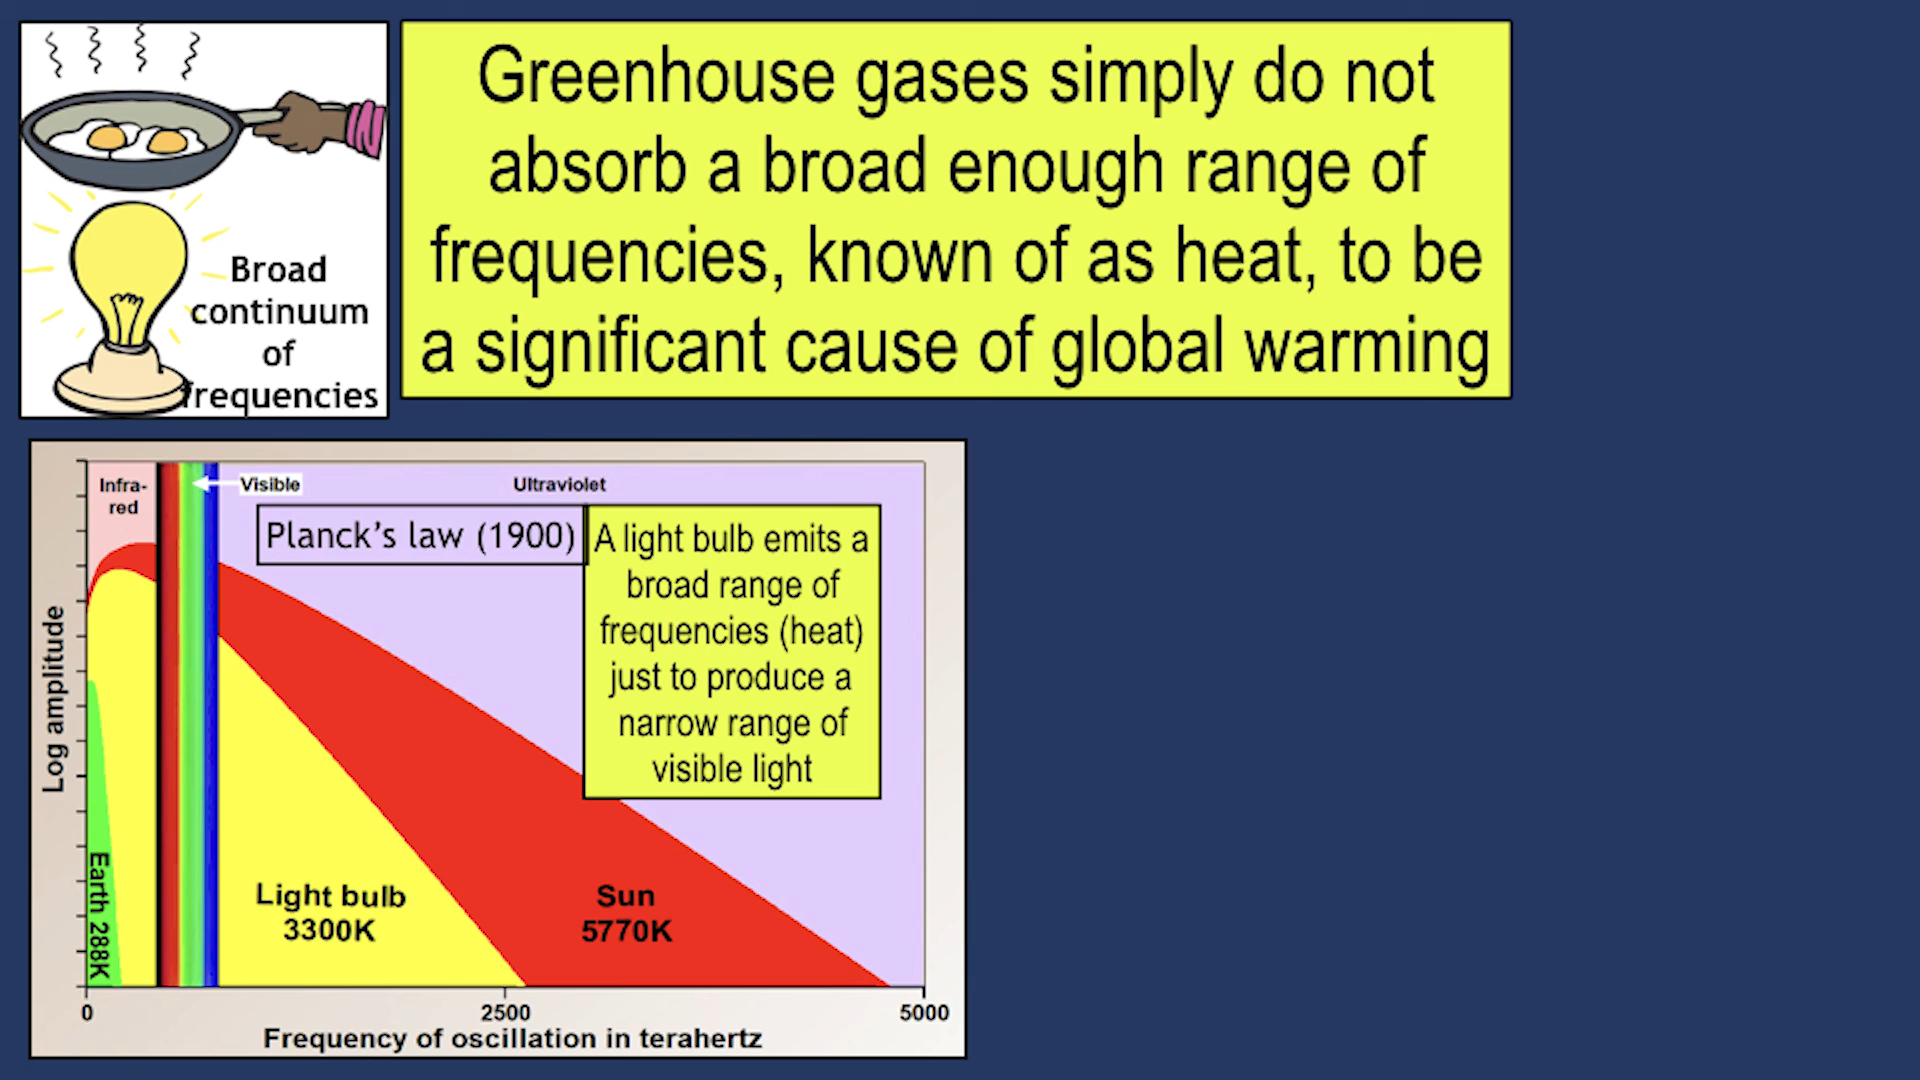 Broad
continuum
of
frequencies
Greenhouse gases simply do not
absorb a broad enough range of
frequencies, known of as heat, to be
a significant cause of global warming
Infra-
red
Visible
Ultraviolet
Planck's law (1900)
A light bulb emits a
broad range of
frequencies (heat)
just to produce a
narrow range of
visible light
Log amplitude
Earth 288K
Light bulb
3300K
Sun
5770K
0
2500
5000
Frequency of oscillation in terahertz